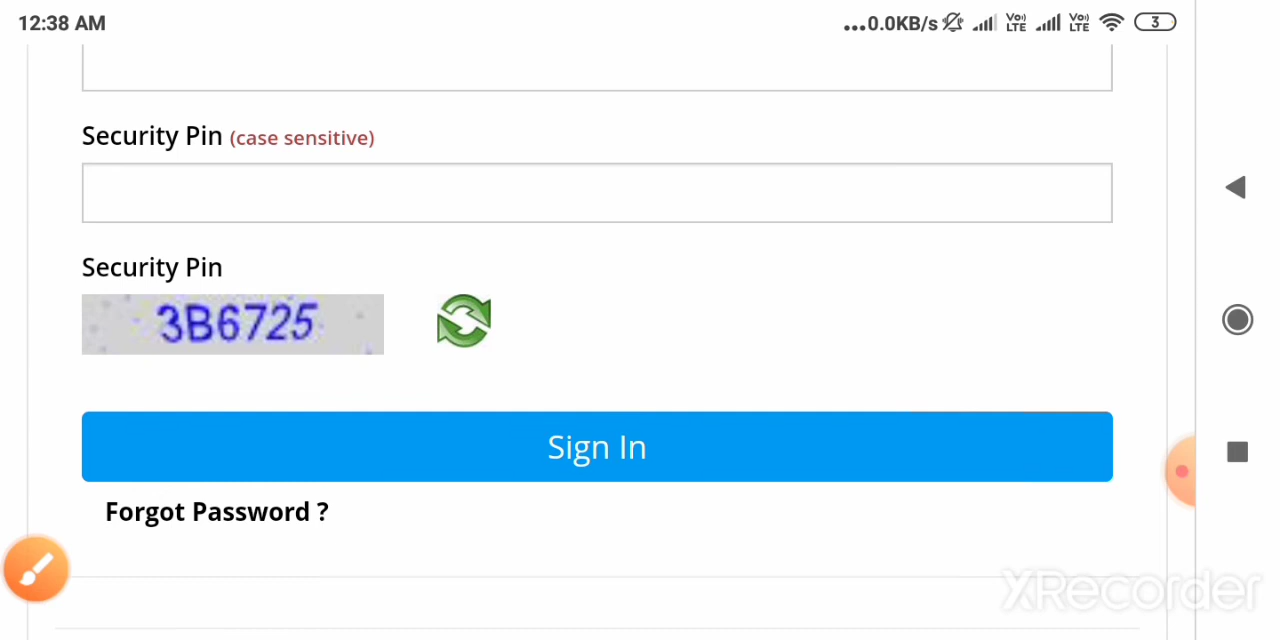 12:38 AM ...0.0KB/s Vo) LTE Vo) LTE 3
Security Pin (case sensitive)
Security Pin
3B6725
Sign In
Forgot Password ?
XRecorder